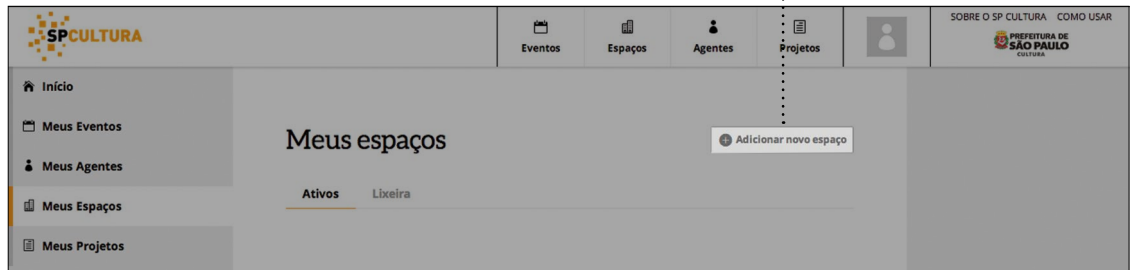 SPCULTURA
Eventos
Espaços
Agentes
Projetos
SOBRE O SP CULTURA COMO USAR
PREFEITURA DE
SÃO PAULO
CULTURA
Início
Meus Eventos
Meus Agentes
Meus Espaços
Meus Projetos
Meus espaços
Adicionar novo espaço
Ativos Lixeira